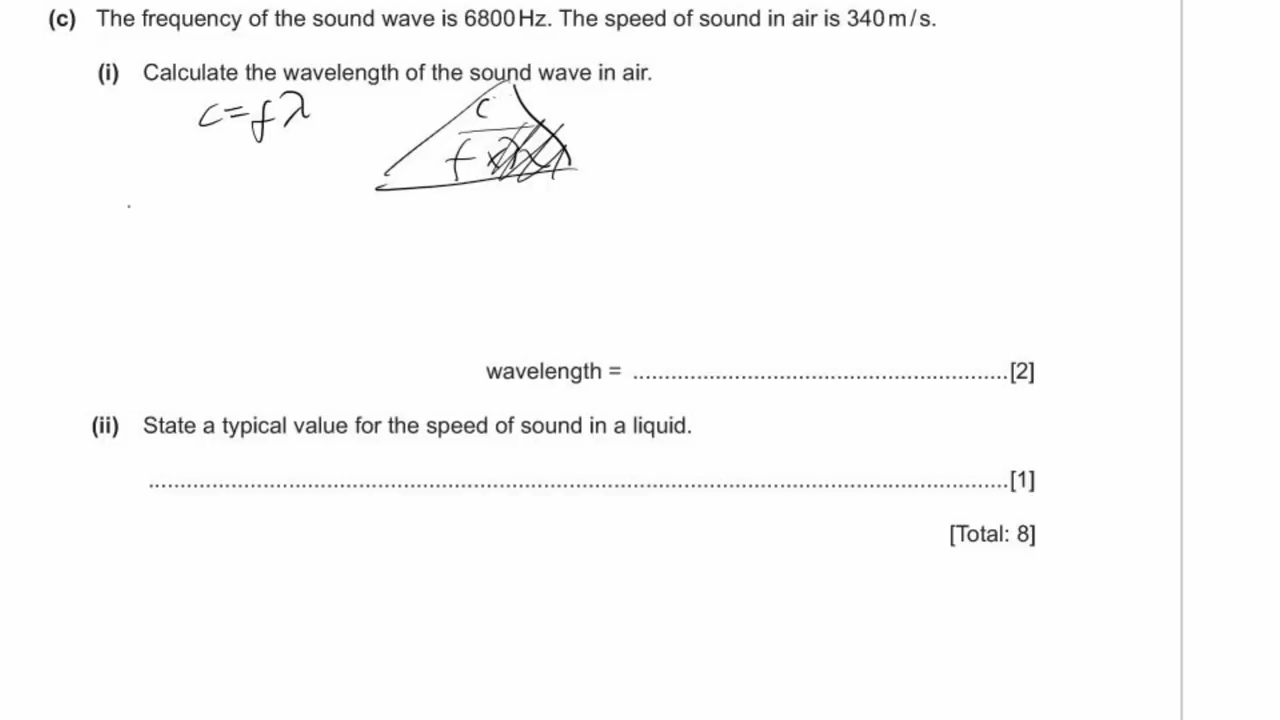 (c) The frequency of the sound wave is 6800 Hz. The speed of sound in air is 340 m/s.
(i) Calculate the wavelength of the sound wave in air.
c=fλ
c
f×λ
wavelength = ..........................................................[2]
(ii) State a typical value for the speed of sound in a liquid.
......................................................................................................................................[1]
[Total: 8]